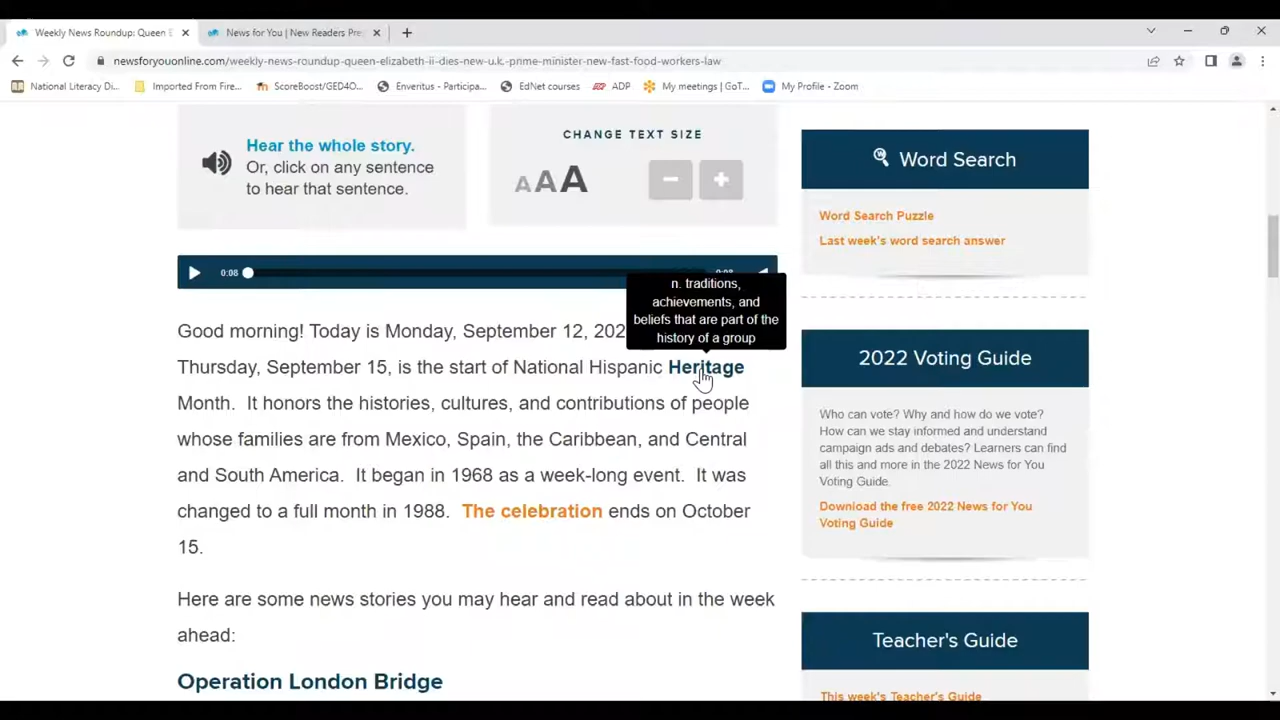 Weekly News Roundup: Queen E
News for You | New Readers Pre
newsforyouonline.com/weekly-news-roundup-queen-elizabeth-ii-dies-new-u.k.-prime-minister-new-fast-food-workers-law
National Literacy Di...
Imported From Fire...
ScoreBoost/GED4O...
Enveritus - Participa...
EdNet courses
ADP
My meetings | GoT...
My Profile - Zoom
Hear the whole story.
Or, click on any sentence
to hear that sentence.
CHANGE TEXT SIZE
AAA
0:08
n. traditions,
achievements, and
beliefs that are part of the
history of a group
Good morning! Today is Monday, September 12, 202
Thursday, September 15, is the start of National Hispanic Heritage
Month. It honors the histories, cultures, and contributions of people
whose families are from Mexico, Spain, the Caribbean, and Central
and South America. It began in 1968 as a week-long event. It was
changed to a full month in 1988. The celebration ends on October
15.
Here are some news stories you may hear and read about in the week
ahead:
Operation London Bridge
Word Search
Word Search Puzzle
Last week's word search answer
2022 Voting Guide
Who can vote? Why and how do we vote?
How can we stay informed and understand
campaign ads and debates? Learners can find
all this and more in the 2022 News for You
Voting Guide.
Download the free 2022 News for You
Voting Guide
Teacher's Guide
This week's Teacher's Guide